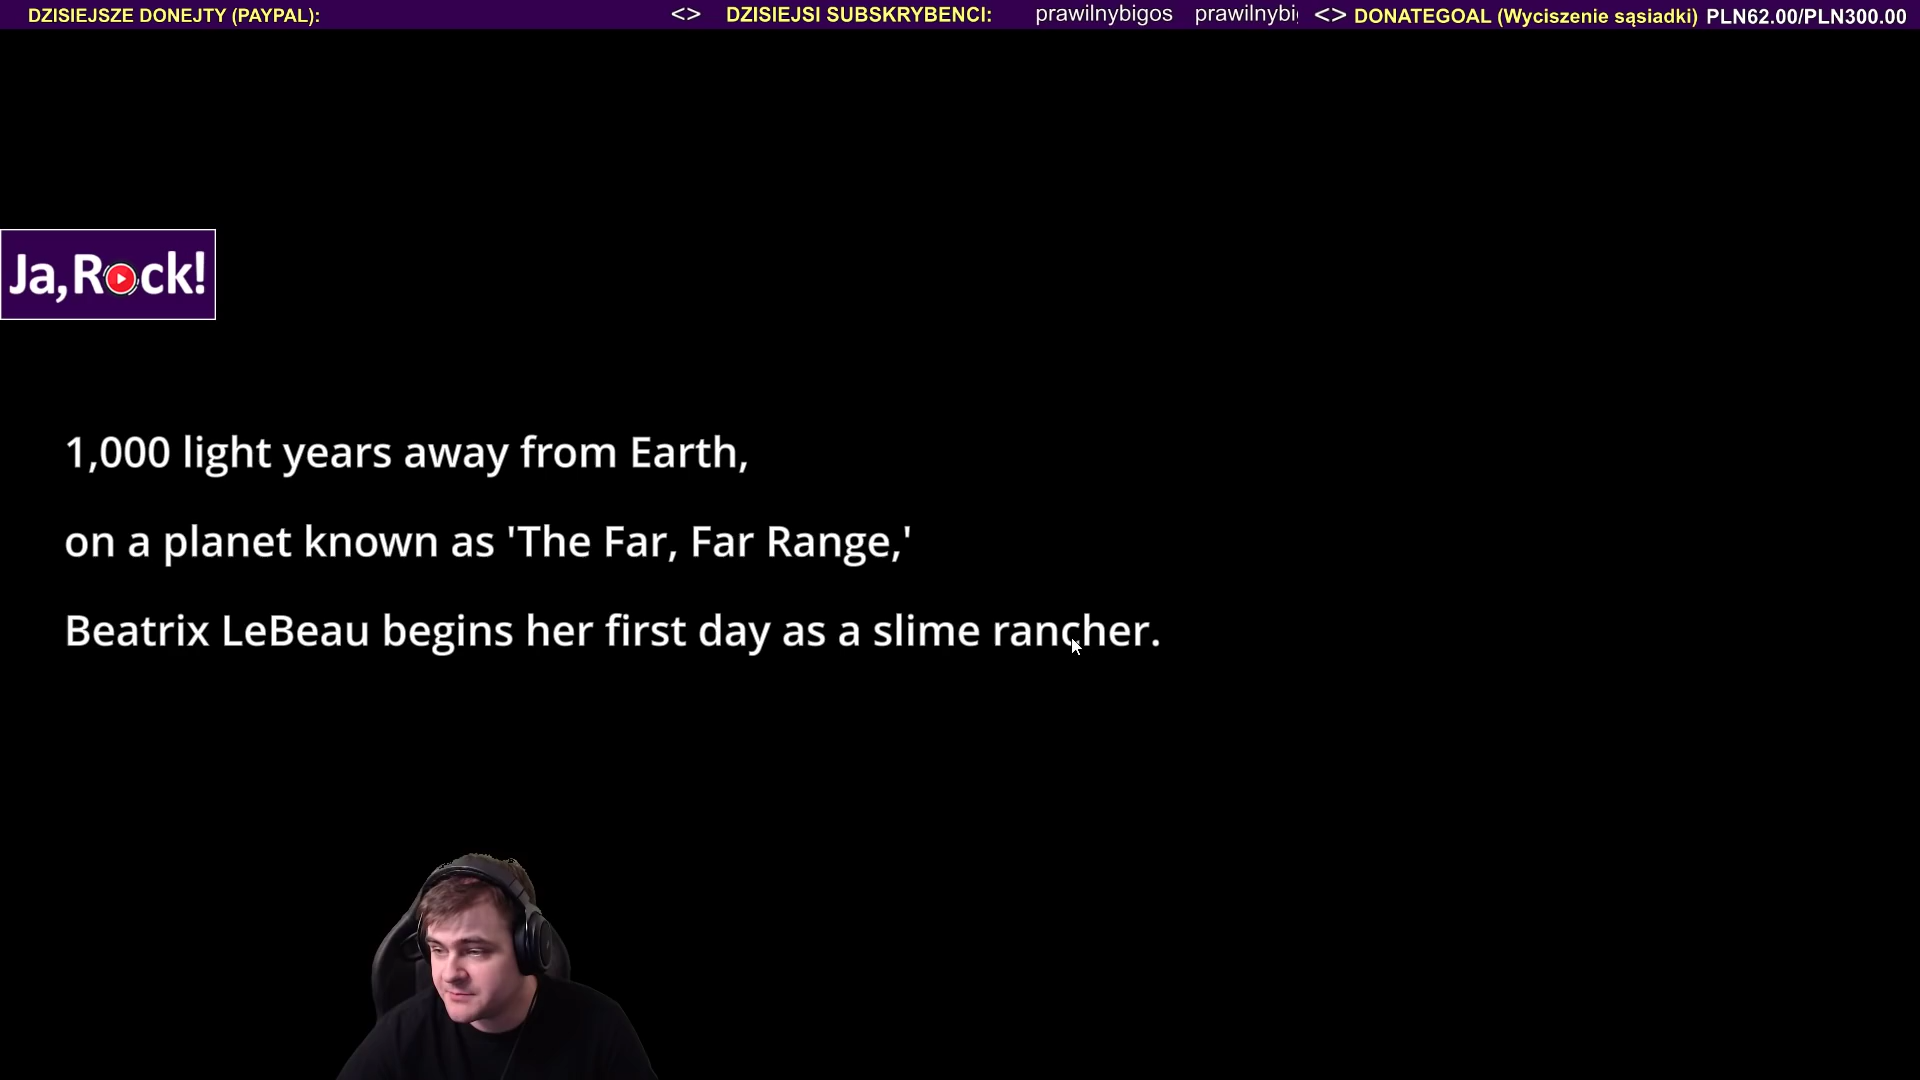 DZISIEJSZE DONEJTY (PAYPAL): <> DZISIEJSI SUBSKRYBENCI: prawilnybigos prawilnybi <> DONATEGOAL (Wyciszenie sąsiadki) PLN62.00/PLN300.00
Ja,Rock!
1,000 light years away from Earth,
on a planet known as 'The Far, Far Range,'
Beatrix LeBeau begins her first day as a slime rancher.